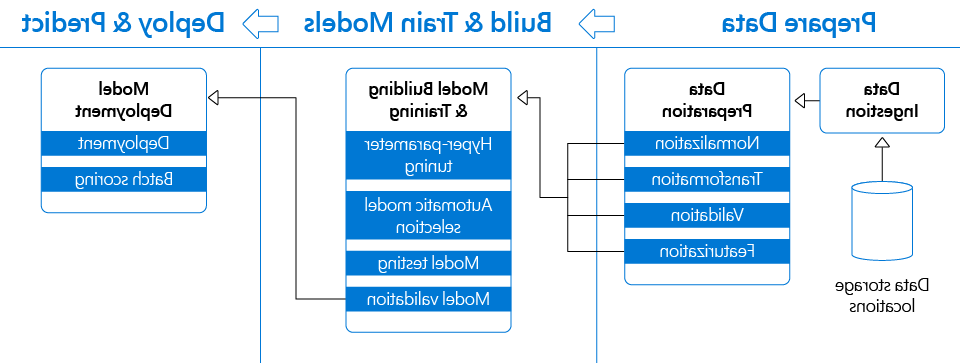 Prepare Data
Build & Train Models
Deploy & Predict
Data
Ingestion
Data storage
locations
Data
Preparation
Normalization
Transformation
Validation
Featurization
Model Building
& Training
Hyper-parameter
tuning
Automatic model
selection
Model testing
Model validation
Model
Deployment
Deployment
Batch scoring